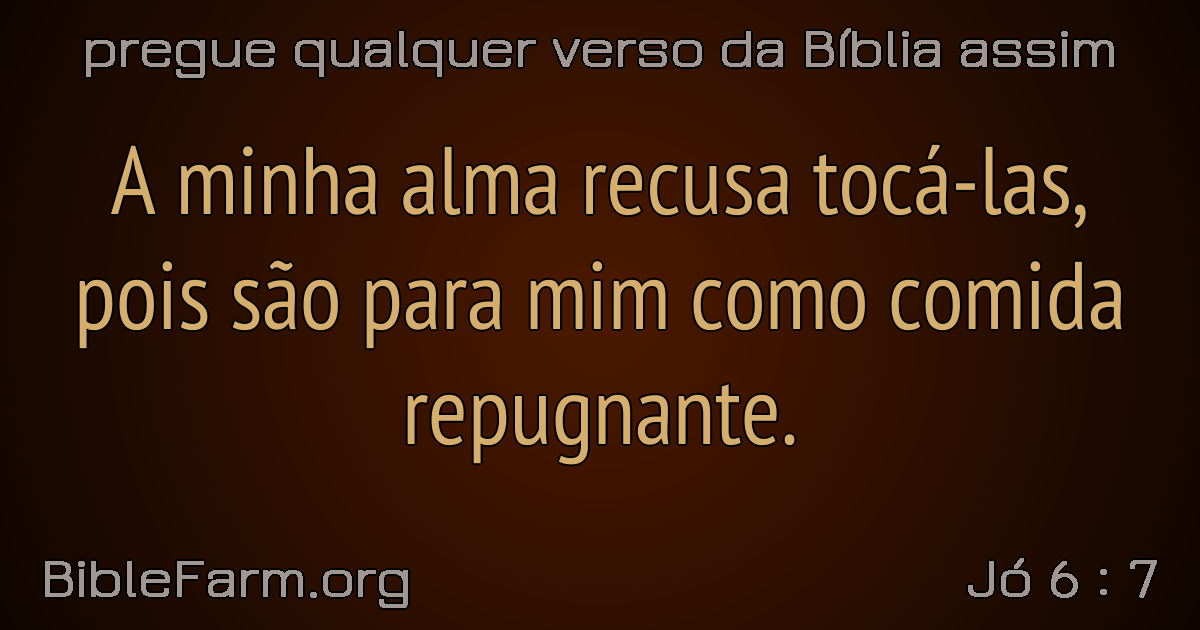 pregue qualquer verso da Bíblia assim
A minha alma recusa tocá-las,
pois são para mim como comida
repugnante.
BibleFarm.org
Jó 6 : 7